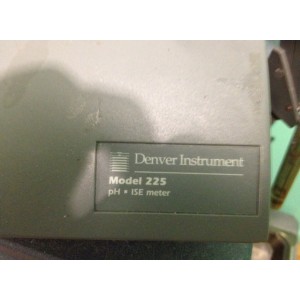 Denver Instrument
Model 225
pH • ISE meter